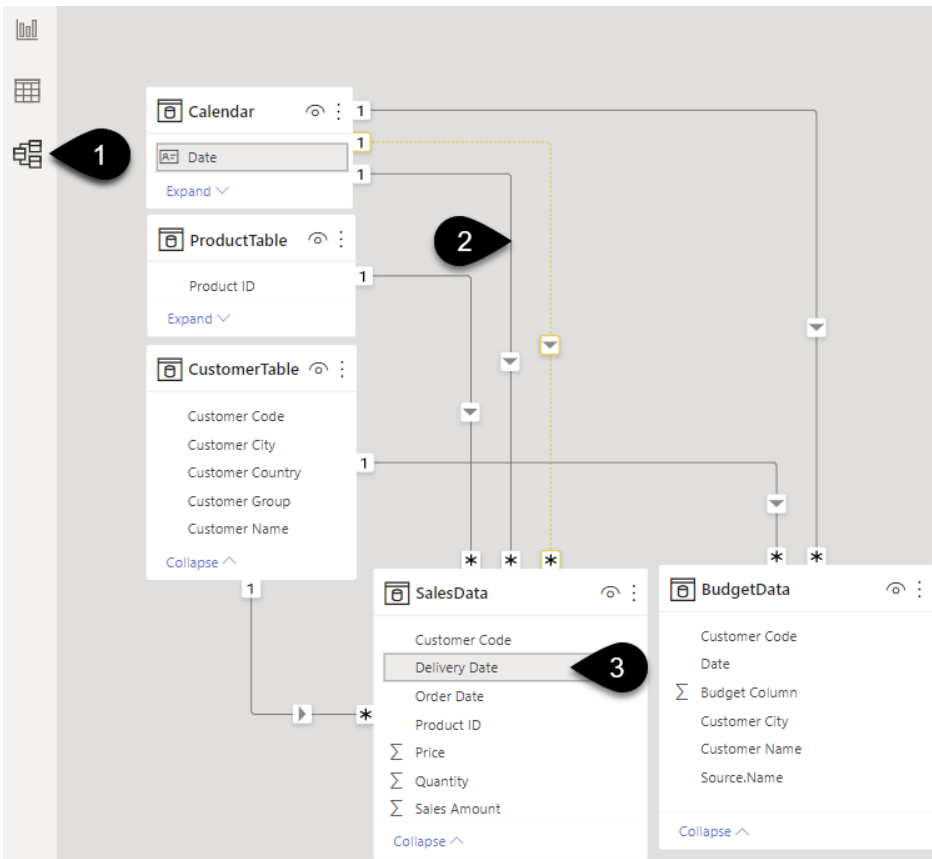 1
Calendar
1
1
Date
1
Expand
2
ProductTable
1
Product ID
Expand
CustomerTable
Customer Code
Customer City
1
Customer Country
Customer Group
Customer Name
Collapse
* * *
* *
1
SalesData
BudgetData
Customer Code
Delivery Date
3
Order Date
*
Product ID
∑ Price
∑ Quantity
∑ Sales Amount
Collapse
Customer Code
Date
∑ Budget Column
Customer City
Customer Name
Source.Name
Collapse